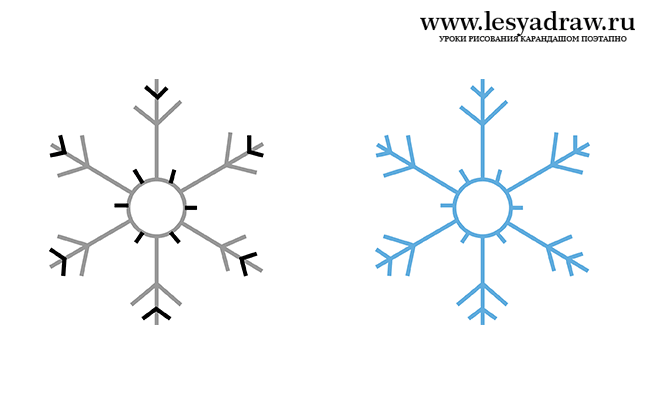 www.lesyadraw.ru
УРОКИ РИСОВАНИЯ КАРАНДАШОМ ПОЭТАПНО